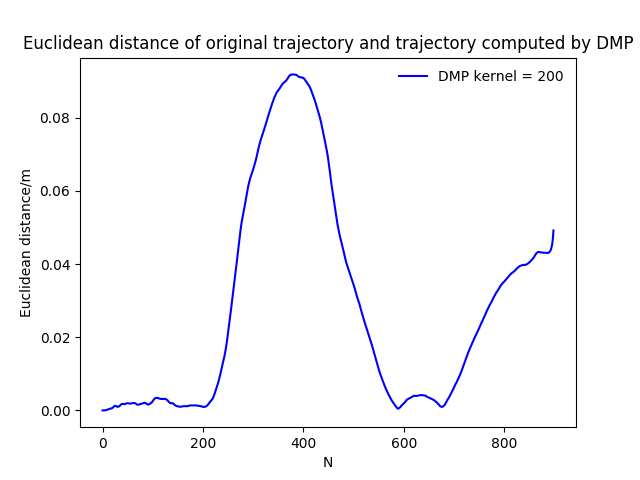 Euclidean distance of original trajectory and trajectory computed by DMP
DMP kernel = 200
0.08
0.06
0.04
0.02
0.00
Euclidean distance/m
0 200 400 600 800
N